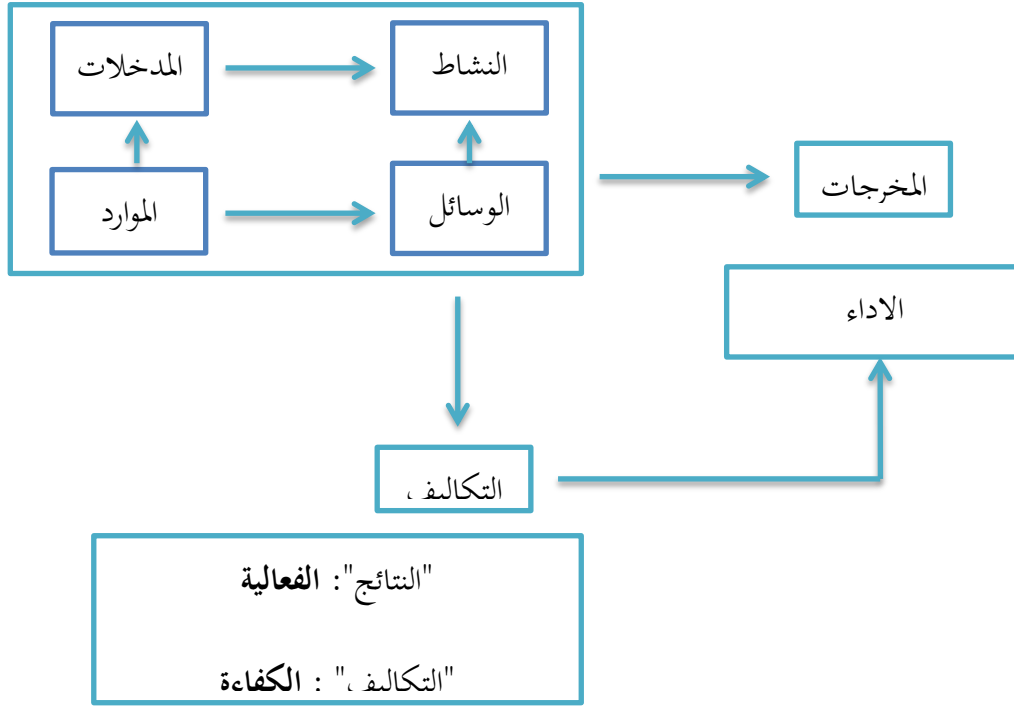 المدخلات
النشاط
الموارد
الوسائل
المخرجات
الاداء
التكاليف
"النتائج": الفعالية
"التكاليف" : الكفاءة